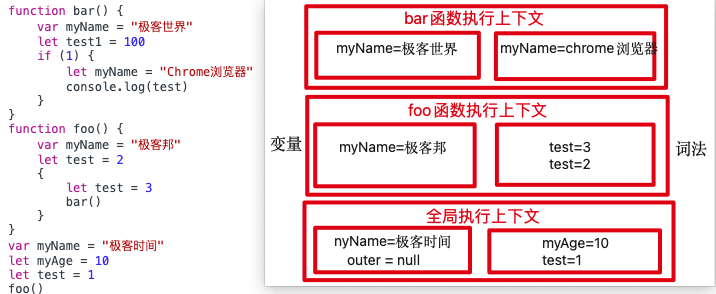 function bar() {
    var myName = "极客世界"
    let test1 = 100
    if (1) {
        let myName = "Chrome浏览器"
        console.log(test)
    }
}
function foo() {
    var myName = "极客邦"
    let test = 2
    {
        let test = 3
        bar()
    }
}
var myName = "极客时间"
let myAge = 10
let test = 1
foo()
bar函数执行上下文
myName=极客世界
myName=chrome浏览器
foo函数执行上下文
变量
myName=极客邦
test=3
test=2
词法
全局执行上下文
nyName=极客时间
outer = null
myAge=10
test=1